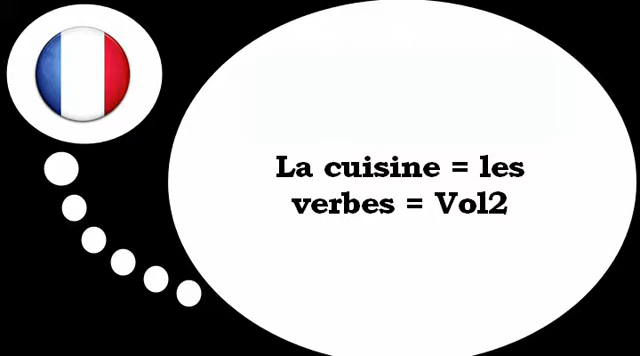 La cuisine = les
verbes = Vol2